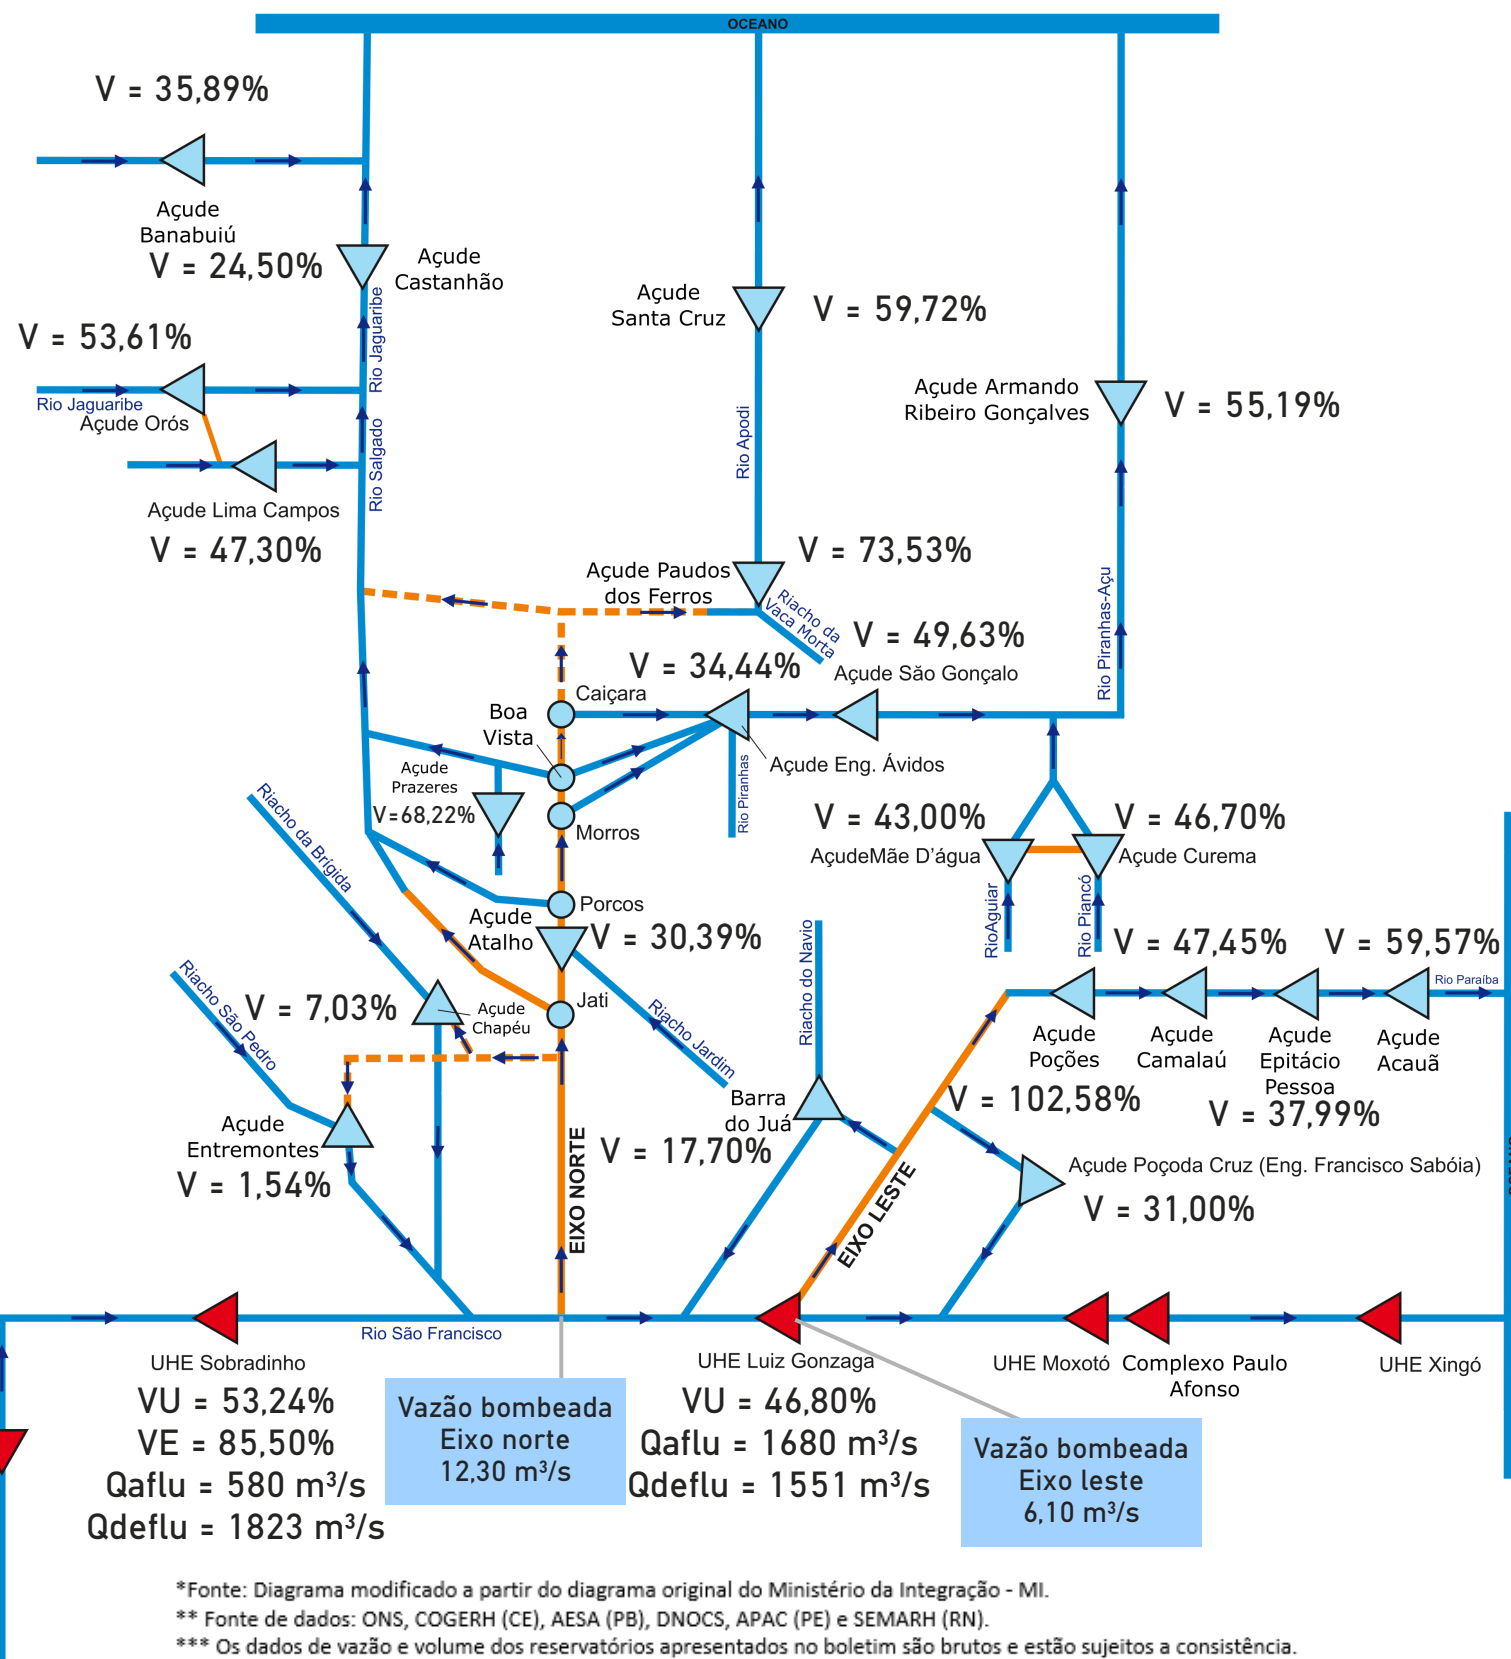 OCEANO
V = 35,89%
Açude
Banabuiú
V = 24,50%
Açude
Castanhão
Rio Jaguaribe
V = 53,61%
Rio Jaguaribe
Açude Orós
Rio Salgado
Açude Lima Campos
V = 47,30%
Açude
Santa Cruz
V = 59,72%
Rio Apodi
Açude Armando
Ribeiro Gonçalves
V = 55,19%
Açude Paudos
dos Ferros
V = 73,53%
Riacho da
Vaca Morta
V = 49,63%
Açude São Gonçalo
V = 34,44%
Rio Piranhas-Açu
Caiçara
Boa
Vista
Açude Eng. Ávidos
Rio Piranhas
Açude
Prazeres
V=68,22%
Morros
Riacho da Brígida
V = 43,00%
AçudeMãe D'água
V = 46,70%
Açude Curema
RioAguiar
Rio Piancó
Porcos
Açude
Atalho
V = 30,39%
Riacho do Navio
V = 47,45%
V = 59,57%
Rio Paraíba
Riacho São Pedro
V = 7,03%
Açude
Chapéu
Jati
Riacho Jardim
Açude
Poções
Açude
Camalaú
Açude
Epitácio
Pessoa
Açude
Acauã
V = 102,58%
V = 37,99%
Barra
do Juá
V = 17,70%
Açude
Entremontes
V = 1,54%
EIXO NORTE
EIXO LESTE
Açude Poçoda Cruz (Eng. Francisco Sabóia)
V = 31,00%
Rio São Francisco
UHE Sobradinho
VU = 53,24%
VE = 85,50%
Qaflu = 580 m³/s
Qdeflu = 1823 m³/s
Vazão bombeada
Eixo norte
12,30 m³/s
UHE Luiz Gonzaga
VU = 46,80%
Qaflu = 1680 m³/s
Qdeflu = 1551 m³/s
Vazão bombeada
Eixo leste
6,10 m³/s
UHE Moxotó
Complexo Paulo
Afonso
UHE Xingó
*Fonte: Diagrama modificado a partir do diagrama original do Ministério da Integração - MI.
** Fonte de dados: ONS, COGERH (CE), AESA (PB), DNOCS, APAC (PE) e SEMARH (RN).
*** Os dados de vazão e volume dos reservatórios apresentados no boletim são brutos e estão sujeitos a consistência.